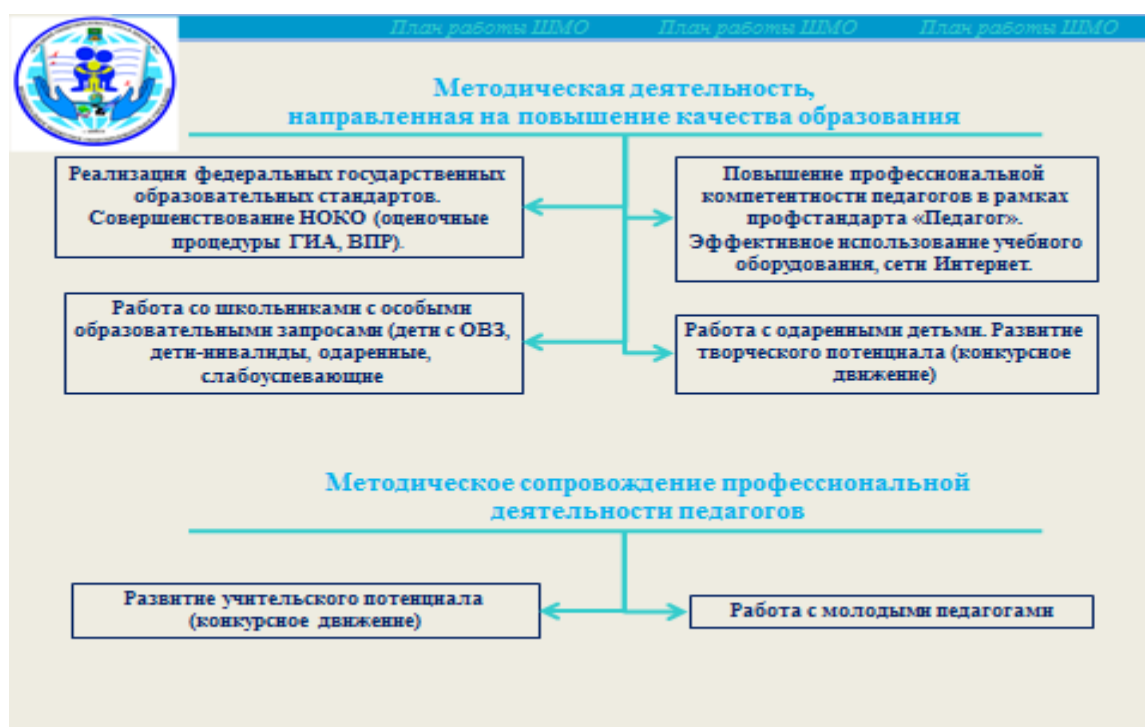 План работы ШМО План работы ШМО План работы ШМО
Методическая деятельность,
направленная на повышение качества образования
Реализация федеральных государственных
образовательных стандартов.
Совершенствование НОКО (оценочные
процедуры ГИА, ВПР).
Повышение профессиональной
компетентности педагогов в рамках
профстандарта «Педагог».
Эффективное использование учебного
оборудования, сети Интернет.
Работа со школьниками с особыми
образовательными запросами (дети с ОВЗ,
дети-инвалиды, одаренные,
слабоуспевающие
Работа с одаренными детьми. Развитие
творческого потенциала (конкурсное
движение)
Методическое сопровождение профессиональной
деятельности педагогов
Развитие учительского потенциала
(конкурсное движение)
Работа с молодыми педагогами